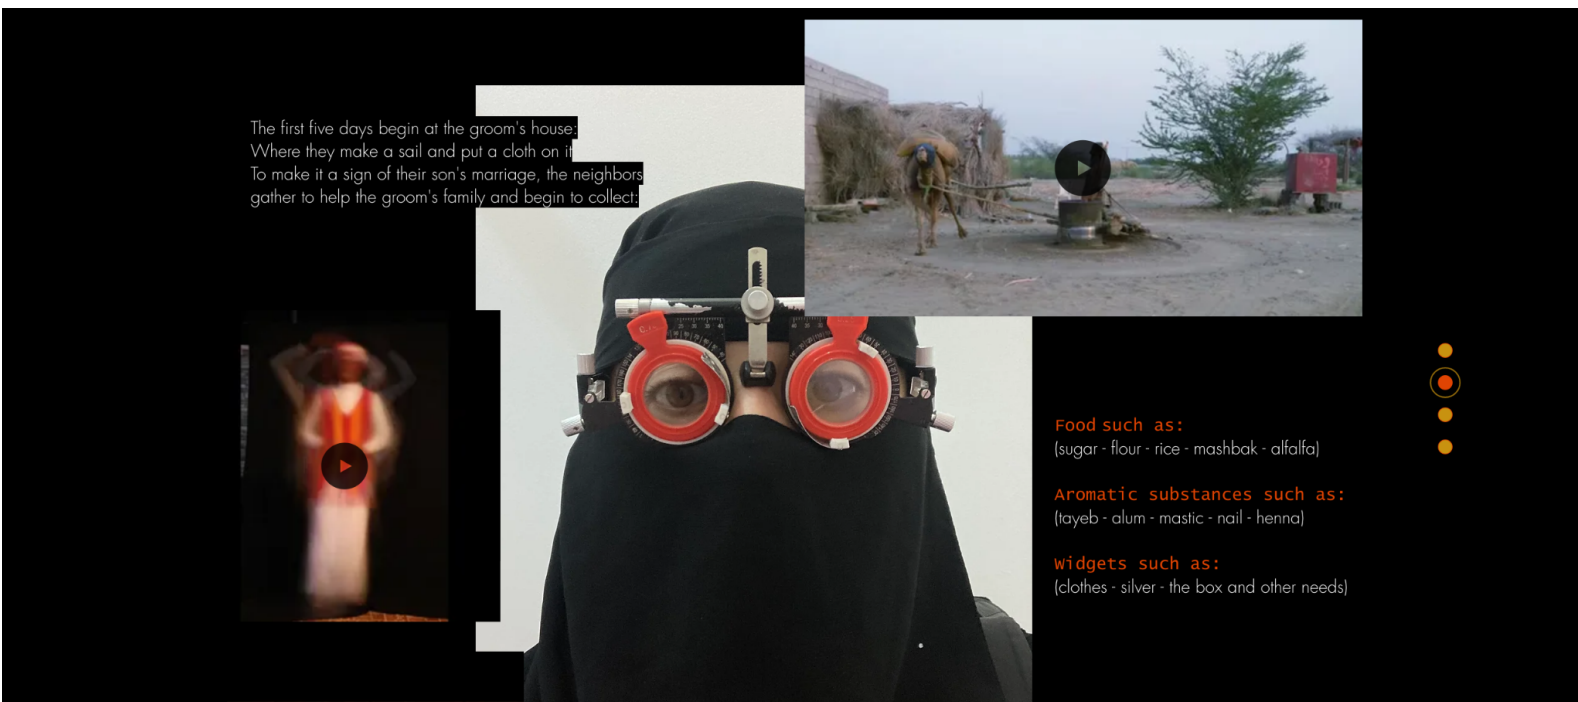 The first five days begin at the groom's house:
Where they make a sail and put a cloth on it
To make it a sign of their son's marriage, the neighbors
gather to help the groom's family and begin to collect:
Food such as:
(sugar - flour - rice - mashbak - alfalfa)
Aromatic substances such as:
(tayeb - alum - mastic - nail - henna)
Widgets such as:
(clothes - silver - the box and other needs)